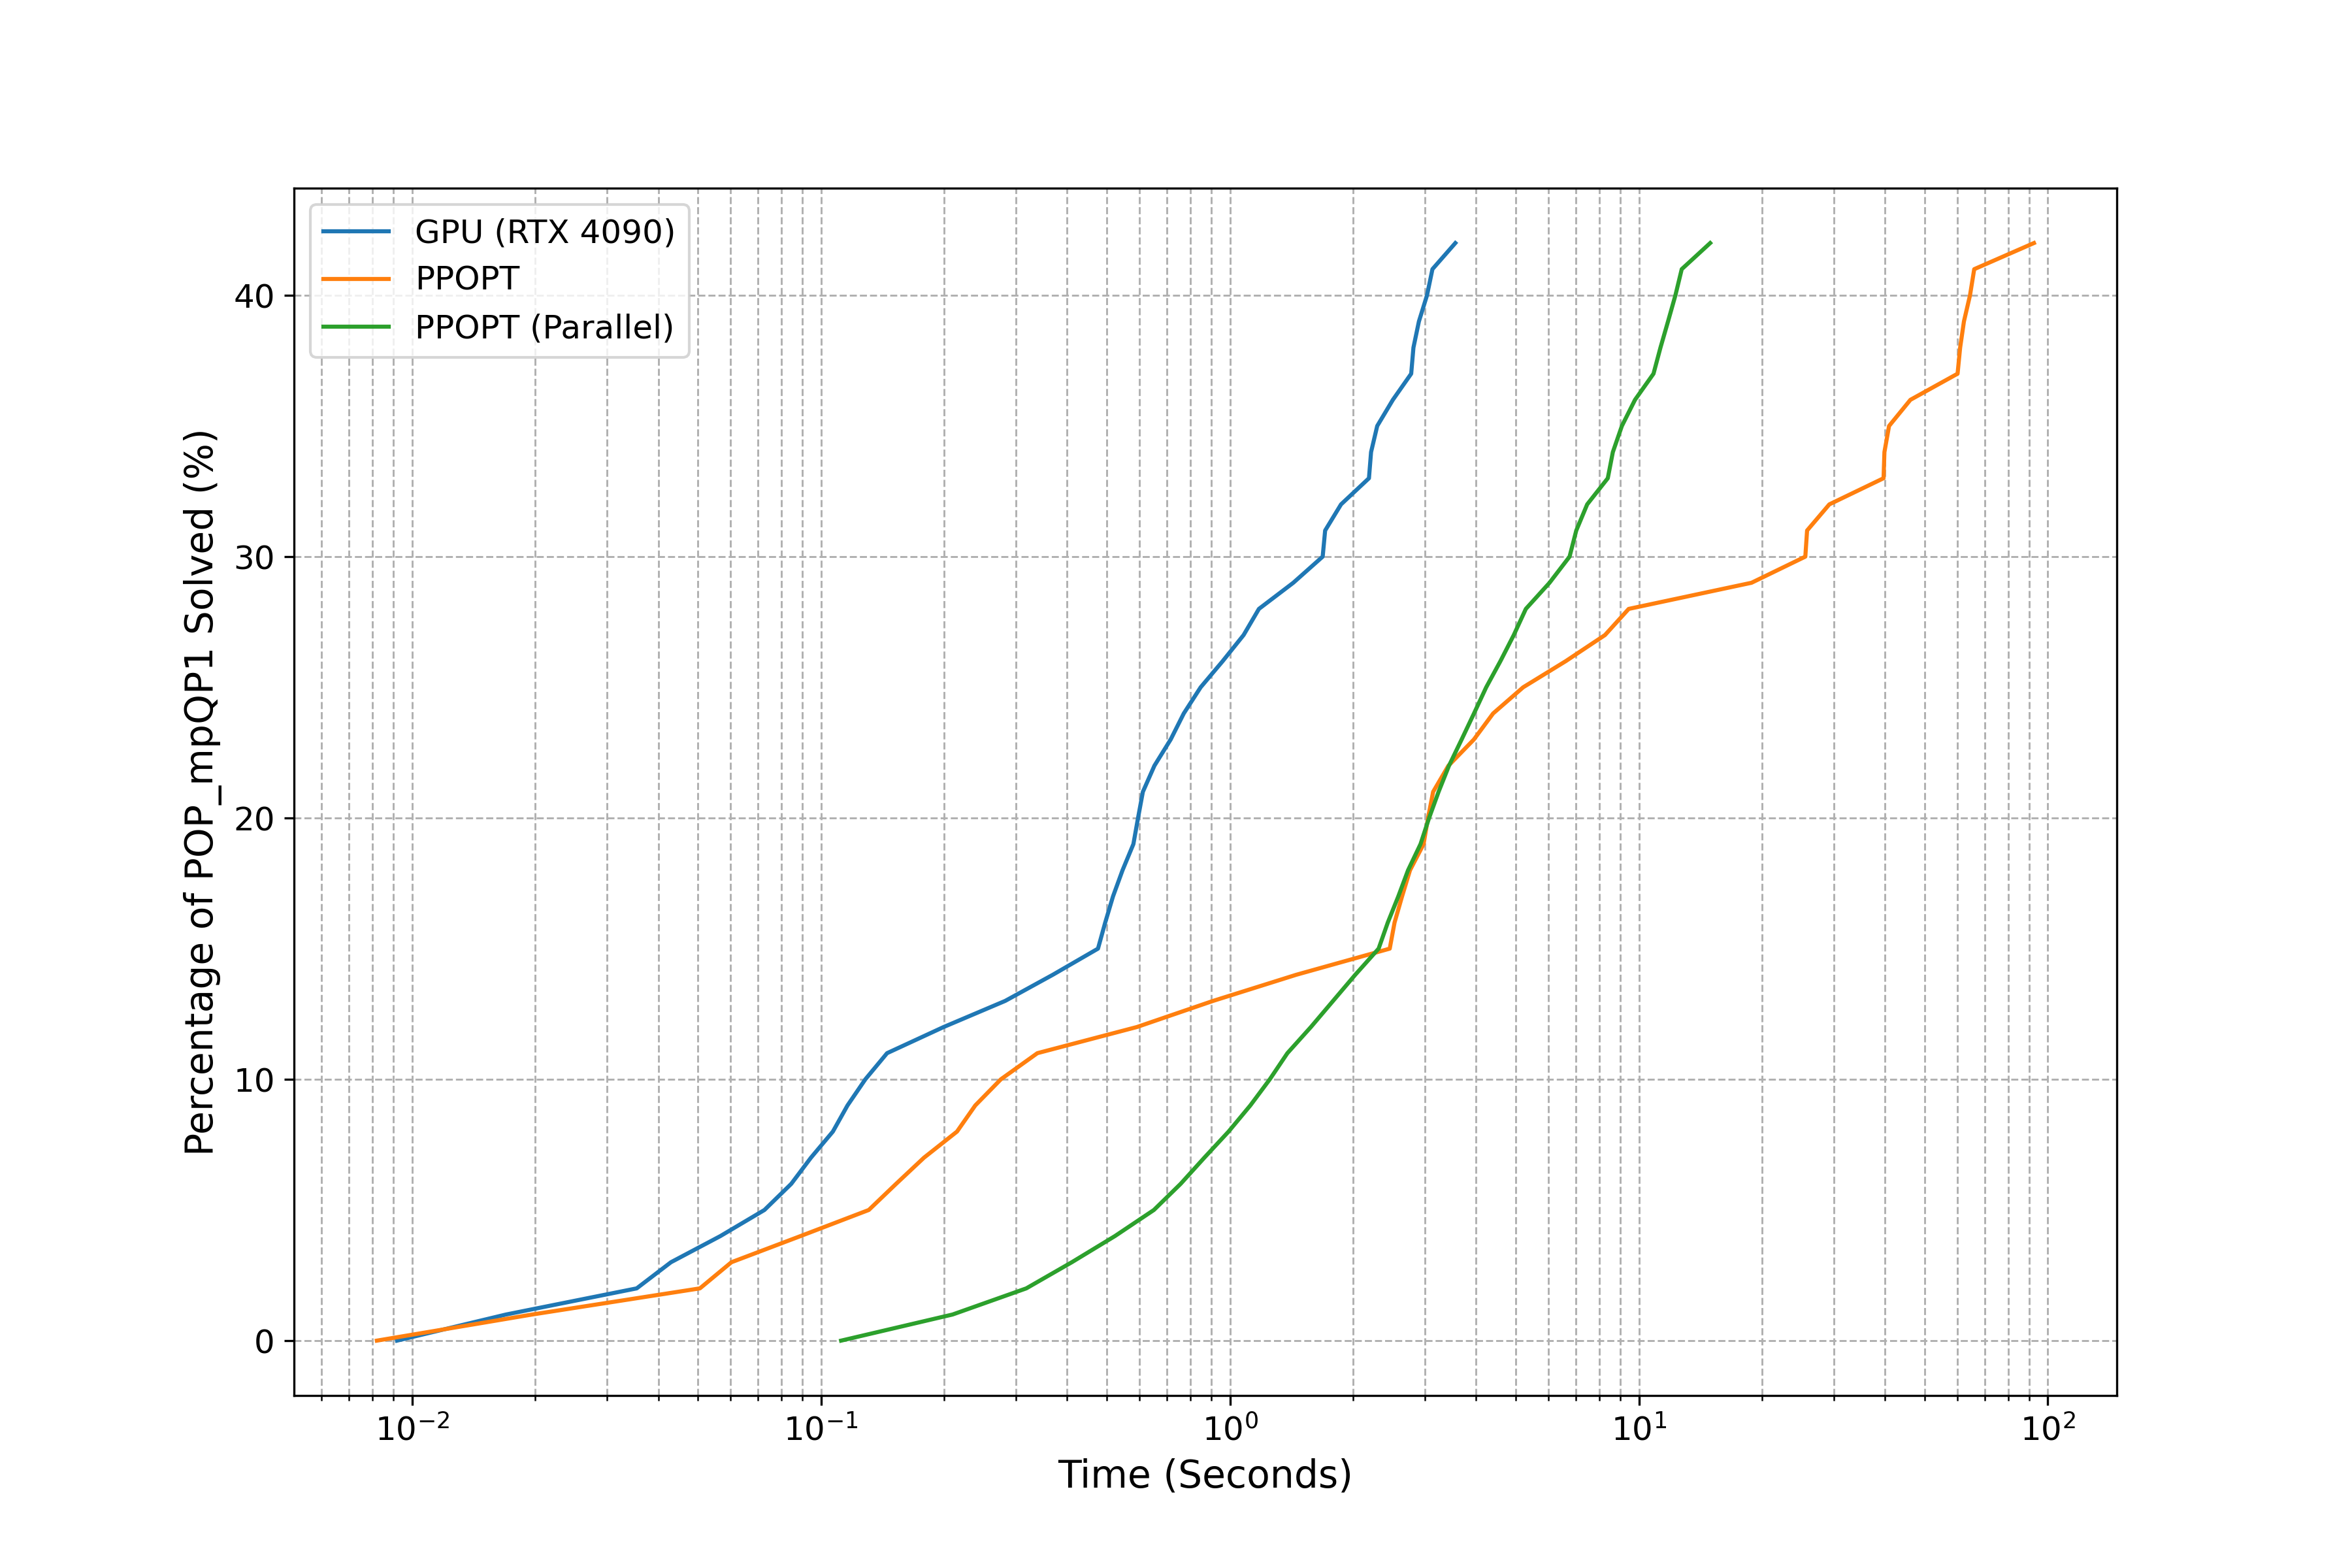 GPU (RTX 4090)
PPOPT
PPOPT (Parallel)
Percentage of POP_mpQP1 Solved (%)
40
30
20
10
0
10⁻² 10⁻¹ 10⁰ 10¹ 10²
Time (Seconds)